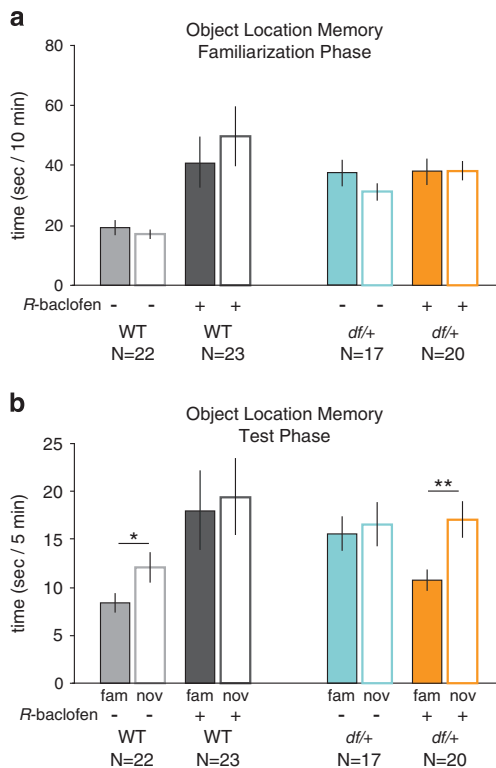 a
Object Location Memory
Familiarization Phase
time (sec / 10 min)
80
60
40
20
0
R-baclofen - - + + - - + +
WT WT df/+ df/+
N=22 N=23 N=17 N=20
b
Object Location Memory
Test Phase
time (sec / 5 min)
25
20
15
10
5
0
* **
fam nov fam nov fam nov fam nov
R-baclofen - - + + - - + +
WT WT df/+ df/+
N=22 N=23 N=17 N=20